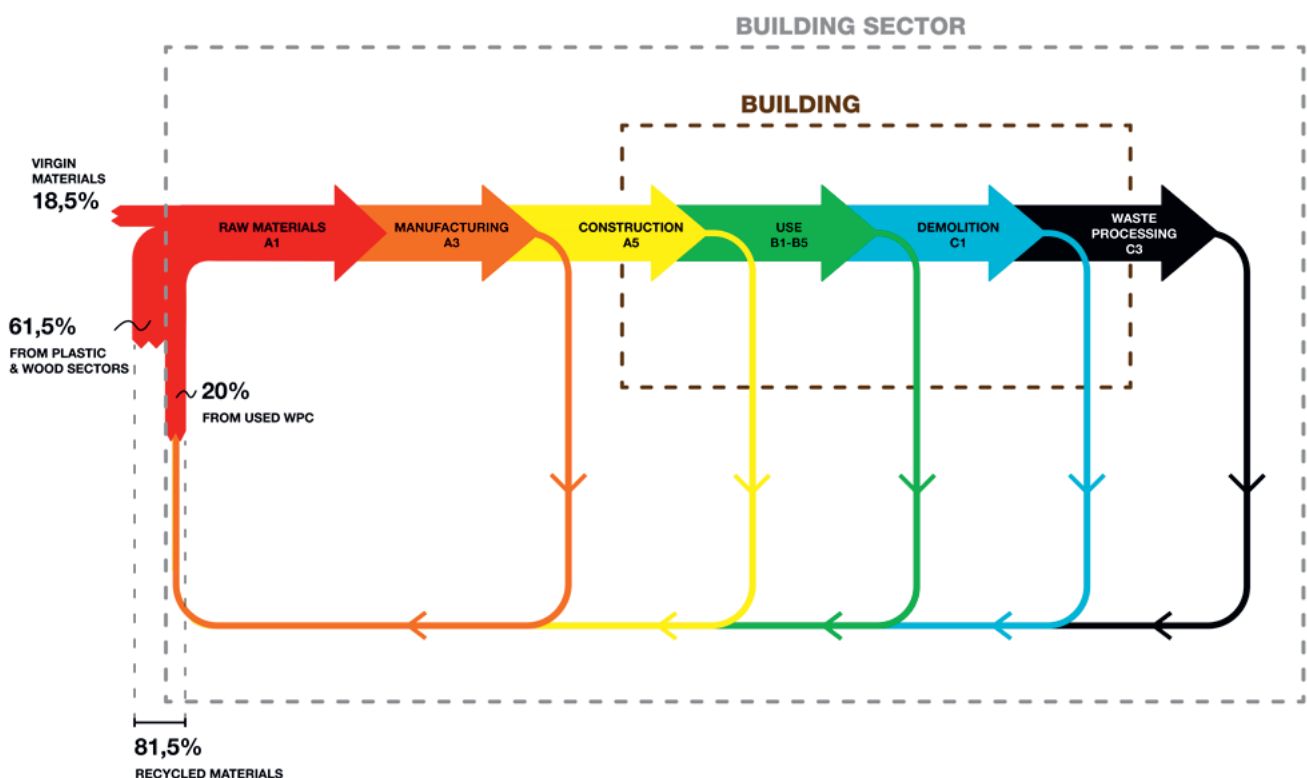 BUILDING SECTOR
BUILDING
VIRGIN
MATERIALS
18,5%
RAW MATERIALS
A1
MANUFACTURING
A3
CONSTRUCTION
A5
USE
B1-B5
DEMOLITION
C1
WASTE
PROCESSING
C3
61,5%
FROM PLASTIC
& WOOD SECTORS
20%
FROM USED WPC
81,5%
RECYCLED MATERIALS